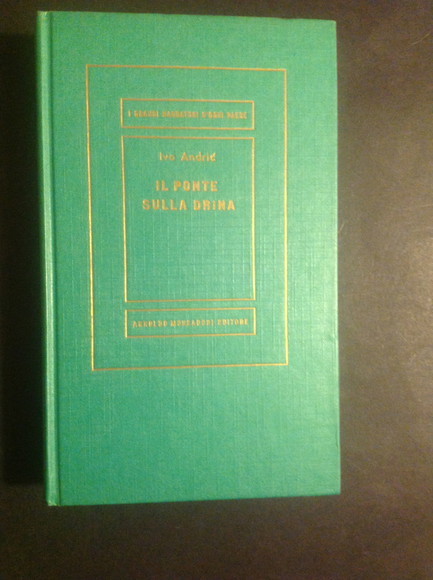 I GRANDI NARRATORI D'OGNI PAESE
Ivo Andrić
IL PONTE
SULLA DRINA
ARNOLDO MONDADORI EDITORE